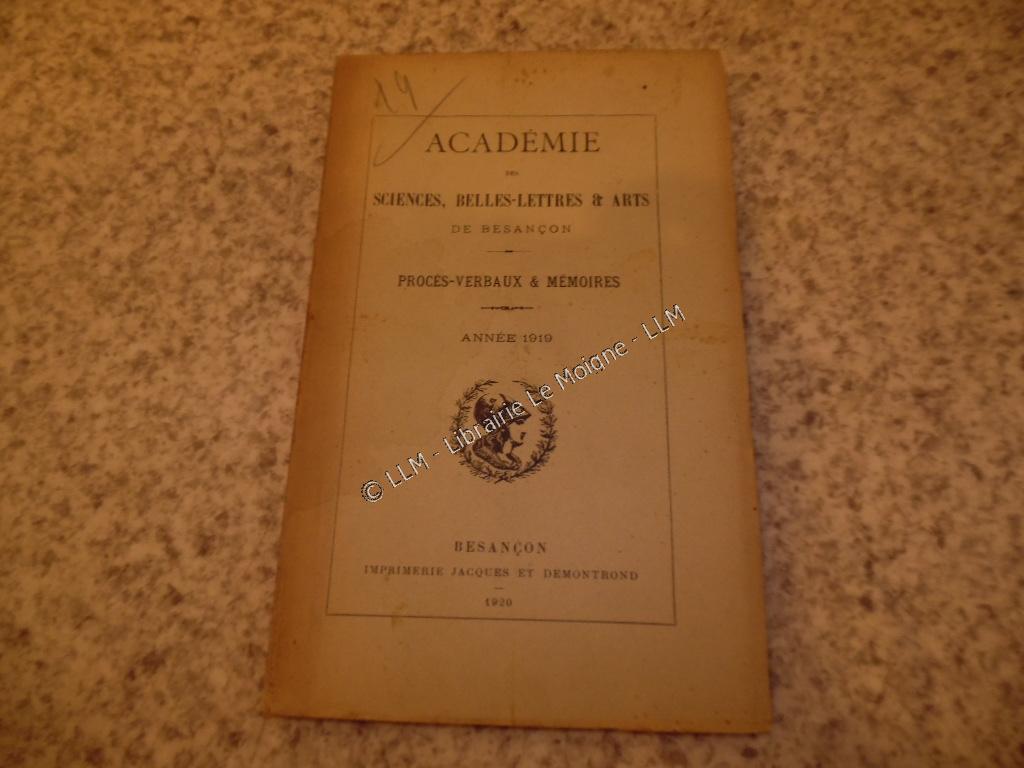 19
ACADÉMIE
DES
SCIENCES, BELLES-LETTRES & ARTS
DE BESANÇON
PROCÈS-VERBAUX & MÉMOIRES
ANNÉE 1919
© LLM - Librairie Le Moigne - LLM
BESANÇON
IMPRIMERIE JACQUES ET DEMONTROND
1920